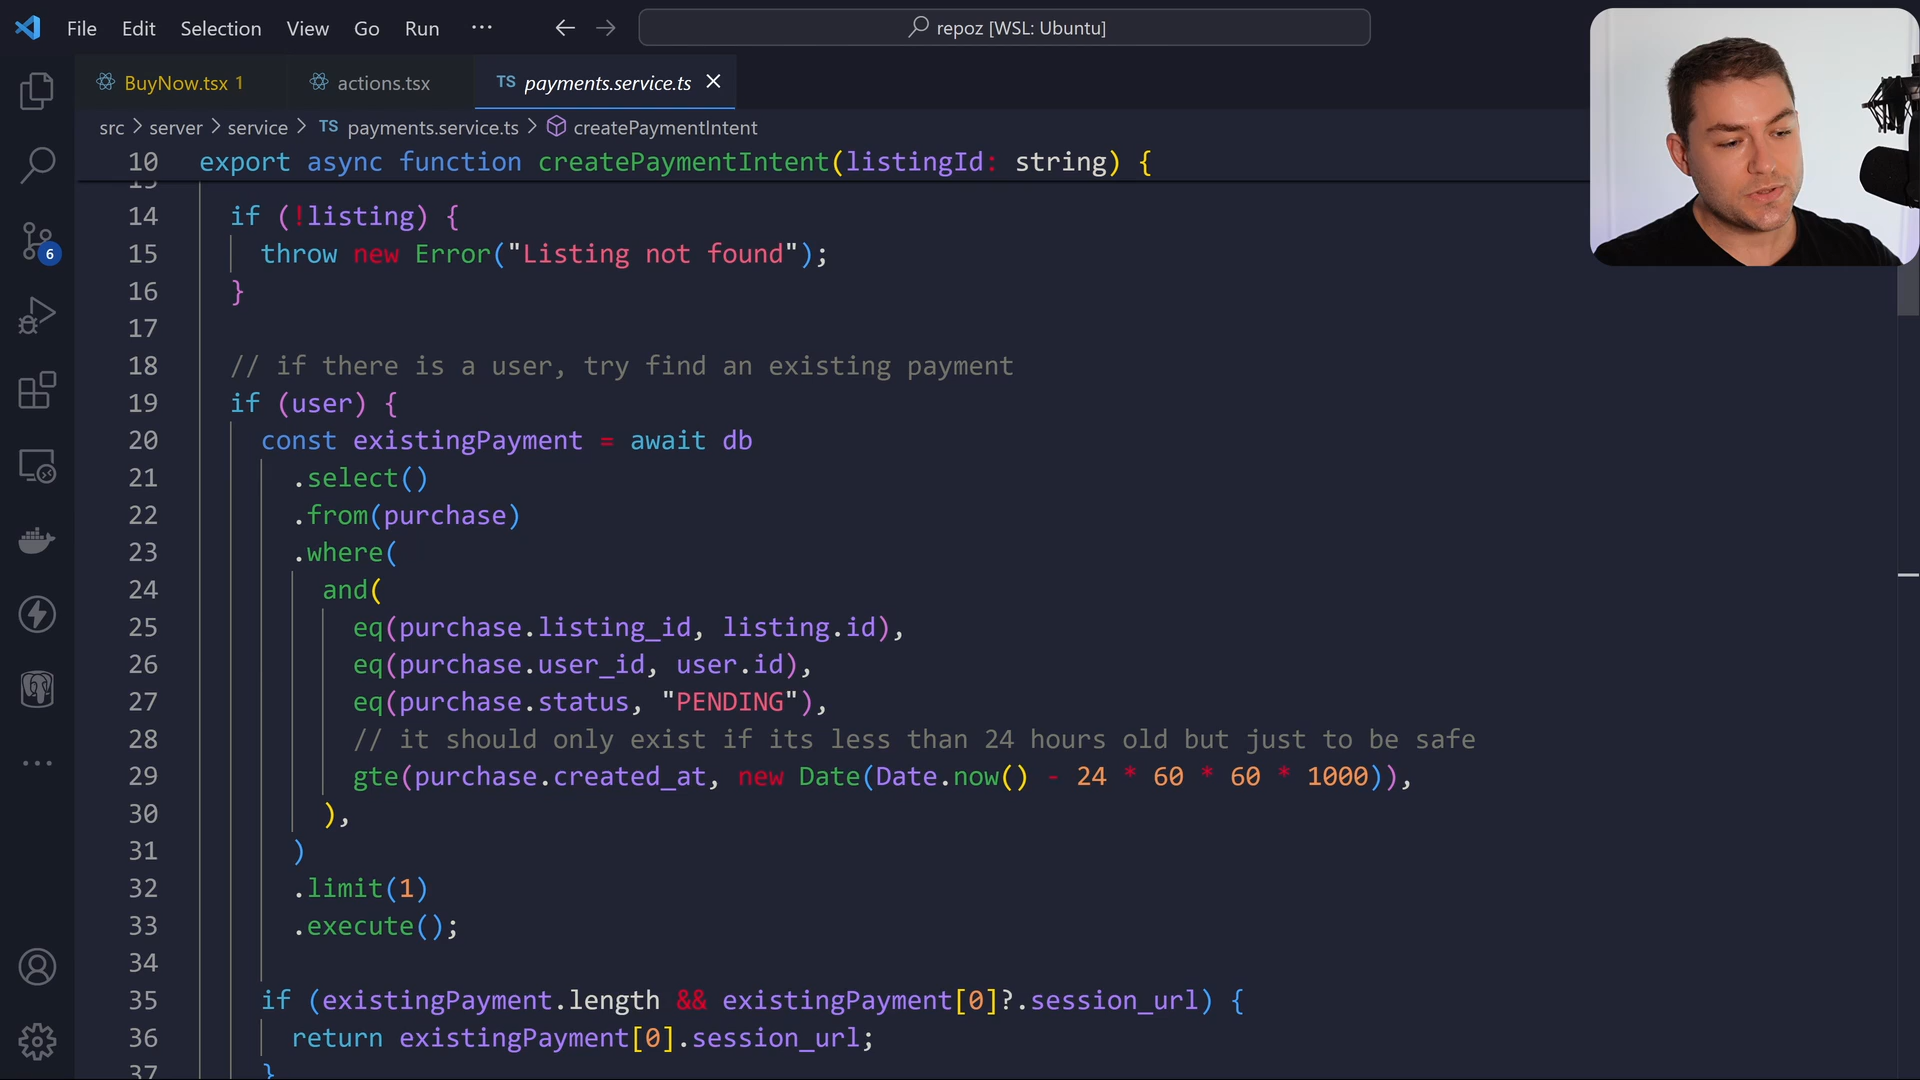 File Edit Selection View Go Run ···
repoz [WSL: Ubuntu]
BuyNow.tsx 1
actions.tsx
TS payments.service.ts
src > server > service > TS payments.service.ts > createPaymentIntent
10 export async function createPaymentIntent(listingId: string) {
14 if (!listing) {
15 throw new Error("Listing not found");
16 }
17
18 // if there is a user, try find an existing payment
19 if (user) {
20 const existingPayment = await db
21 .select()
22 .from(purchase)
23 .where(
24 and(
25 eq(purchase.listing_id, listing.id),
26 eq(purchase.user_id, user.id),
27 eq(purchase.status, "PENDING"),
28 // it should only exist if its less than 24 hours old but just to be safe
29 gte(purchase.created_at, new Date(Date.now() - 24 * 60 * 60 * 1000)),
30 ),
31 )
32 .limit(1)
33 .execute();
34
35 if (existingPayment.length && existingPayment[0]?.session_url) {
36 return existingPayment[0].session_url;
37 }
6